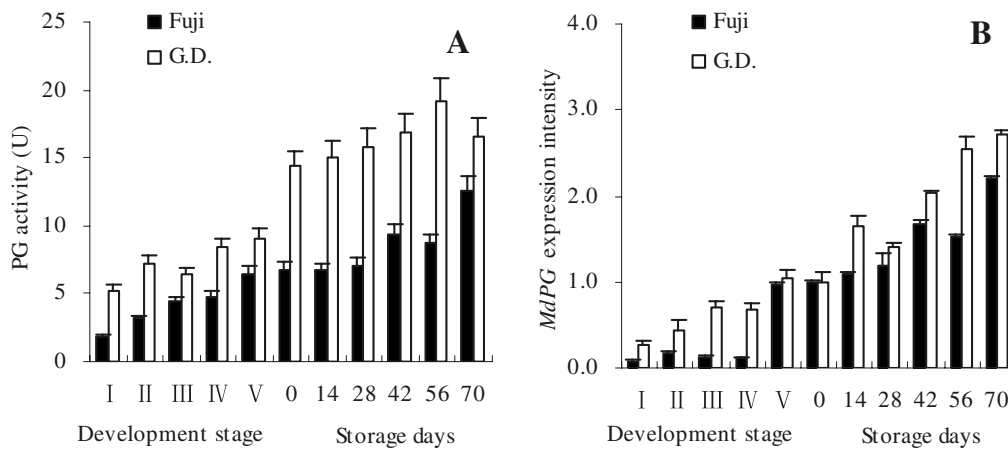 Fuji
G.D.
A
PG activity (U)
25
20
15
10
5
0
I II III IV V 0 14 28 42 56 70
Development stage Storage days
Fuji
G.D.
B
MdPG expression intensity
4.0
3.0
2.0
1.0
0.0
I II III IV V 0 14 28 42 56 70
Development stage Storage days